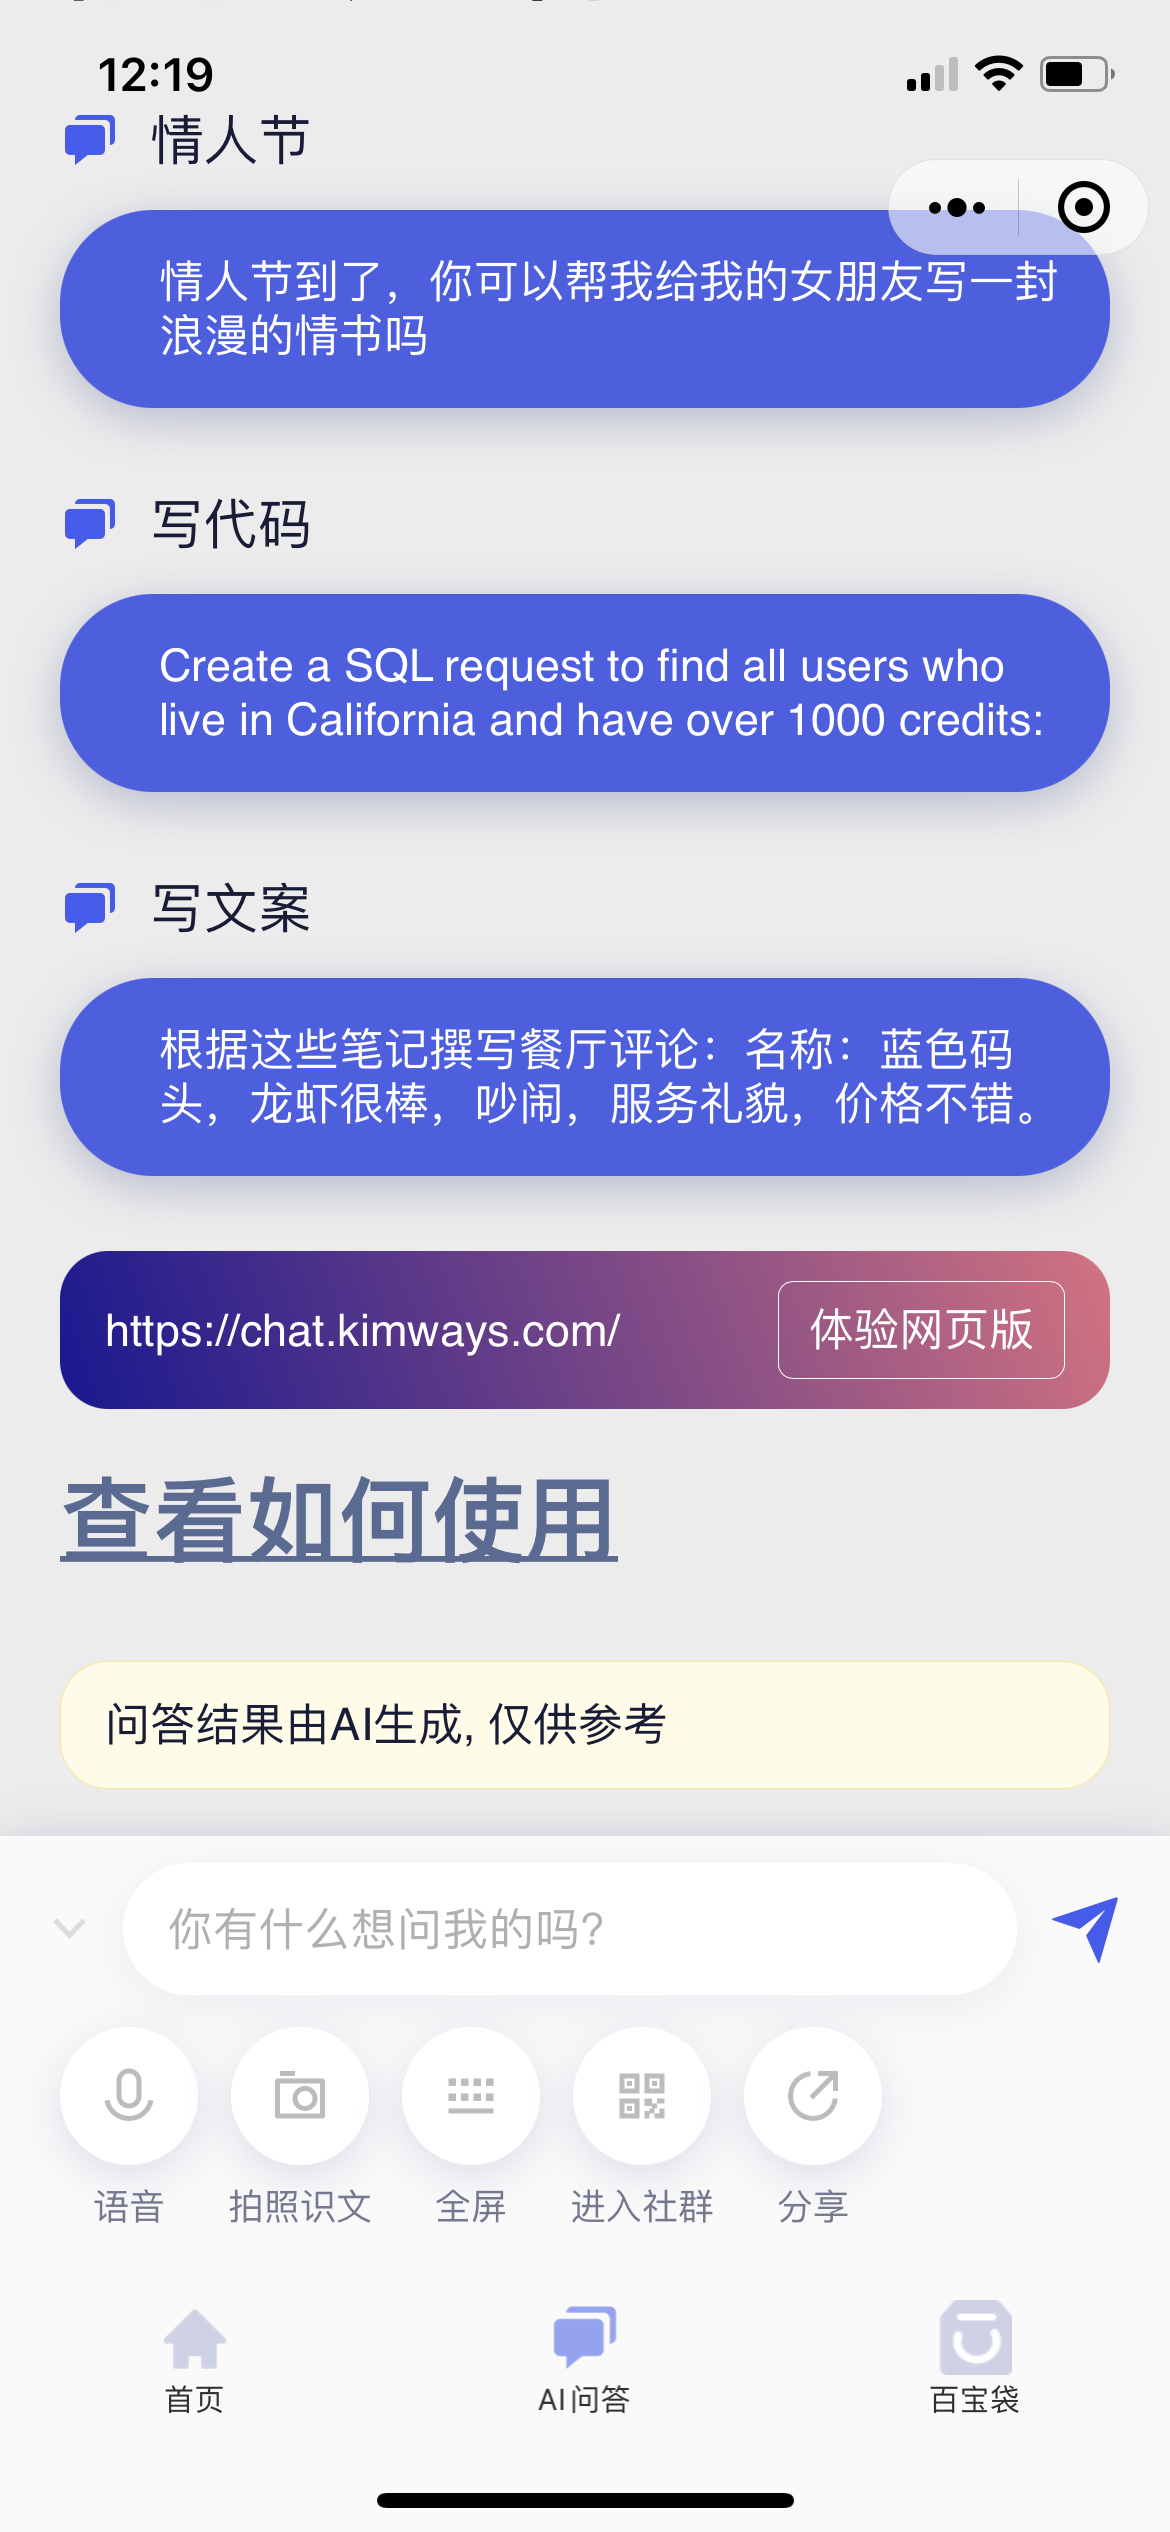 12:19
情人节
情人节到了，你可以帮我给我的女朋友写一封
浪漫的情书吗
写代码
Create a SQL request to find all users who
live in California and have over 1000 credits:
写文案
根据这些笔记撰写餐厅评论：名称：蓝色码
头，龙虾很棒，吵闹，服务礼貌，价格不错。
https://chat.kimways.com/
体验网页版
查看如何使用
问答结果由AI生成, 仅供参考
你有什么想问我的吗?
语音
拍照识文
全屏
进入社群
分享
首页
AI问答
百宝袋